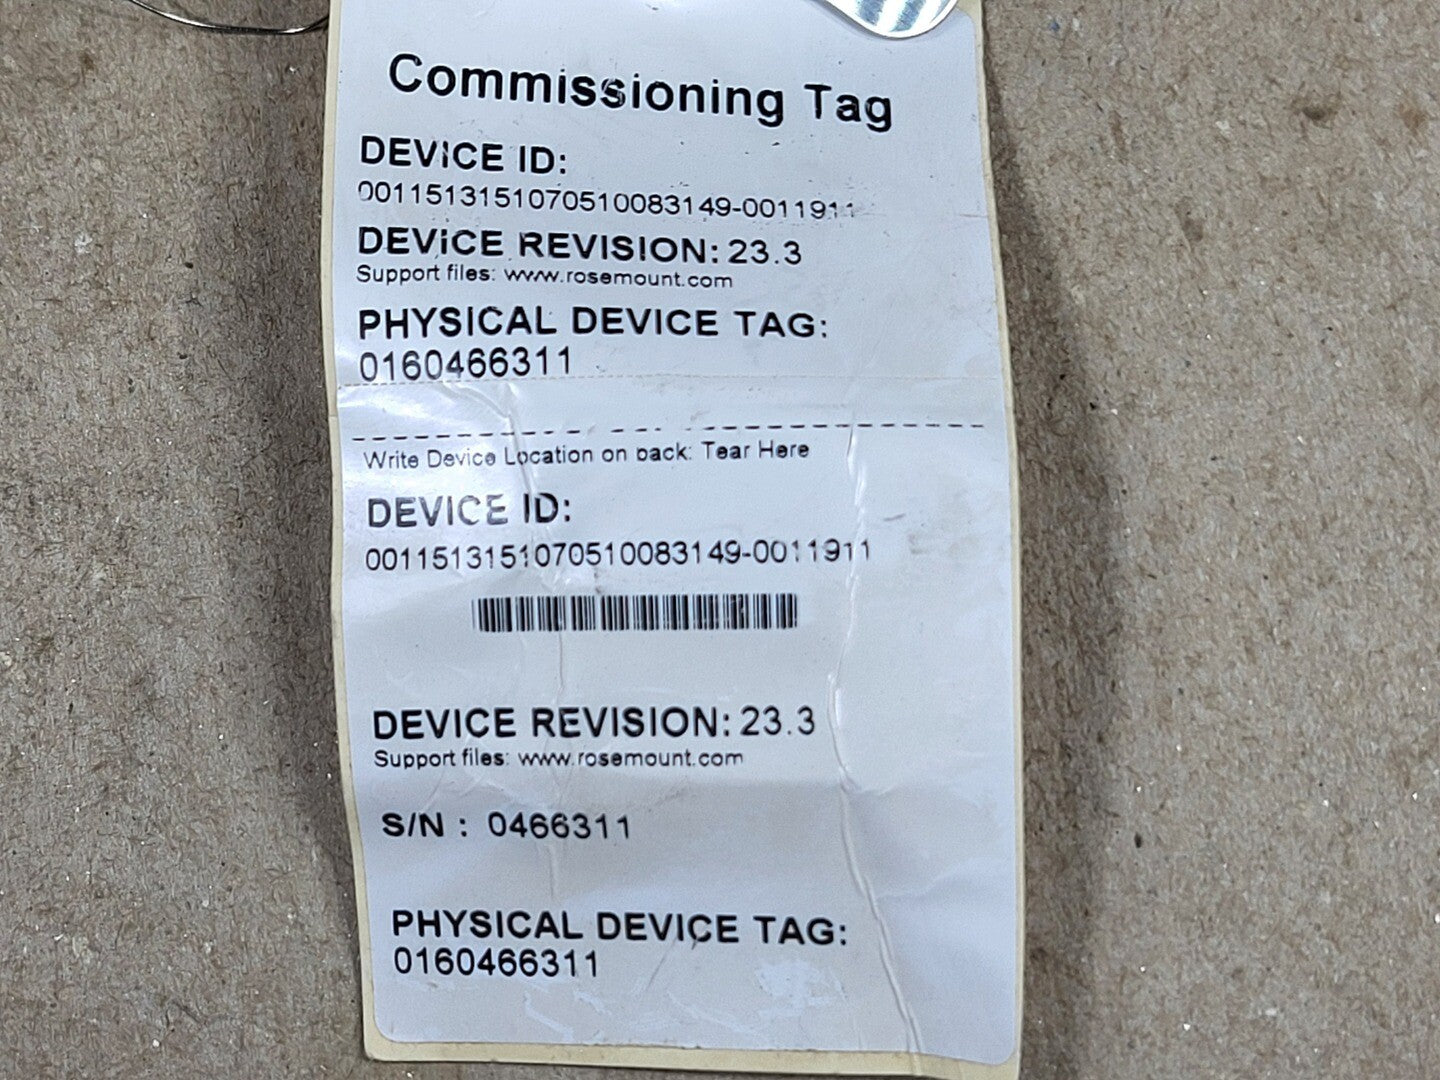 Commissioning Tag
DEVICE ID:
0011513151070510083149-0011911
DEVICE REVISION: 23.3
Support files: www.rosemount.com
PHYSICAL DEVICE TAG:
0160466311
Write Device Location on back: Tear Here
DEVICE ID:
0011513151070510083149-0011911
DEVICE REVISION: 23.3
Support files: www.rosemount.com
S/N : 0466311
PHYSICAL DEVICE TAG:
0160466311